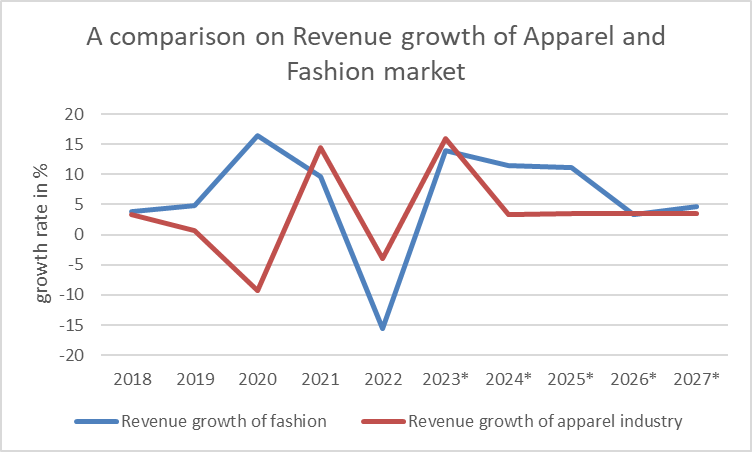 A comparison on Revenue growth of Apparel and
Fashion market
growth rate in %
20
15
10
5
0
-5
-10
-15
-20
2018 2019 2020 2021 2022 2023* 2024* 2025* 2026* 2027*
Revenue growth of fashion Revenue growth of apparel industry